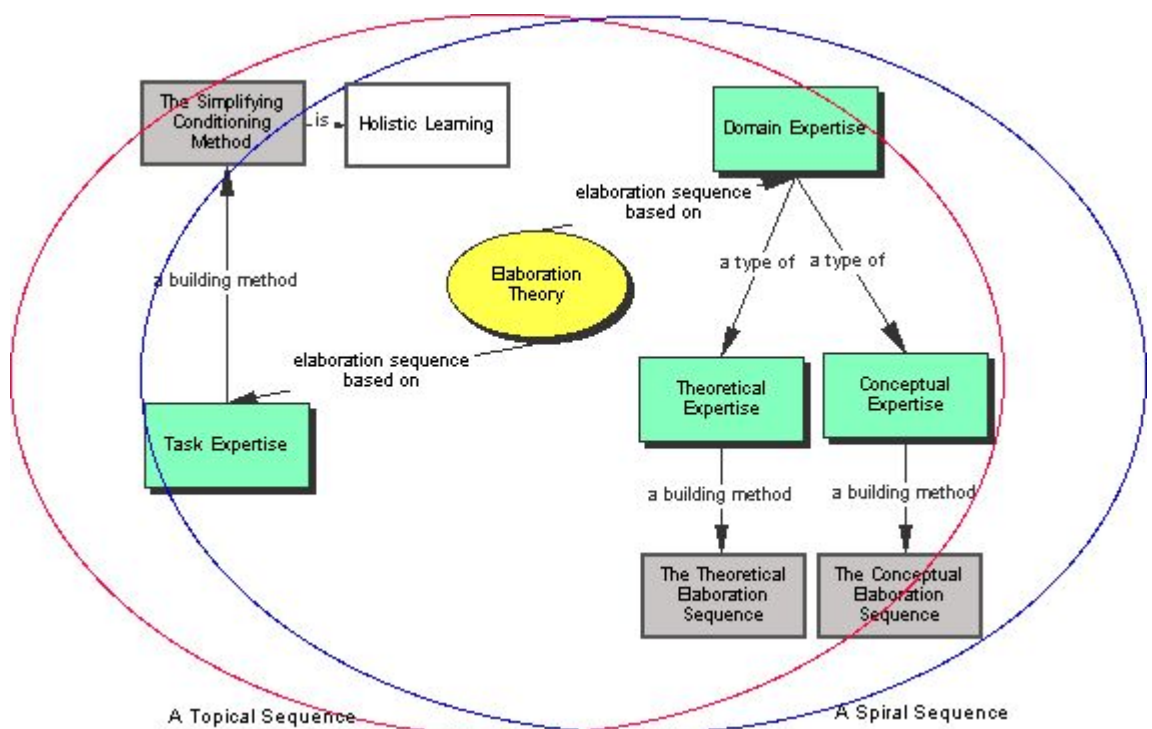 The Simplifying
Conditioning
Method
is
Holistic Learning
Domain Expertise
elaboration sequence
based on
Elaboration
Theory
a type of
a type of
a building method
elaboration sequence
based on
Task Expertise
Theoretical
Expertise
Conceptual
Expertise
a building method
a building method
The Theoretical
Elaboration
Sequence
The Conceptual
Elaboration
Sequence
A Topical Sequence
A Spiral Sequence